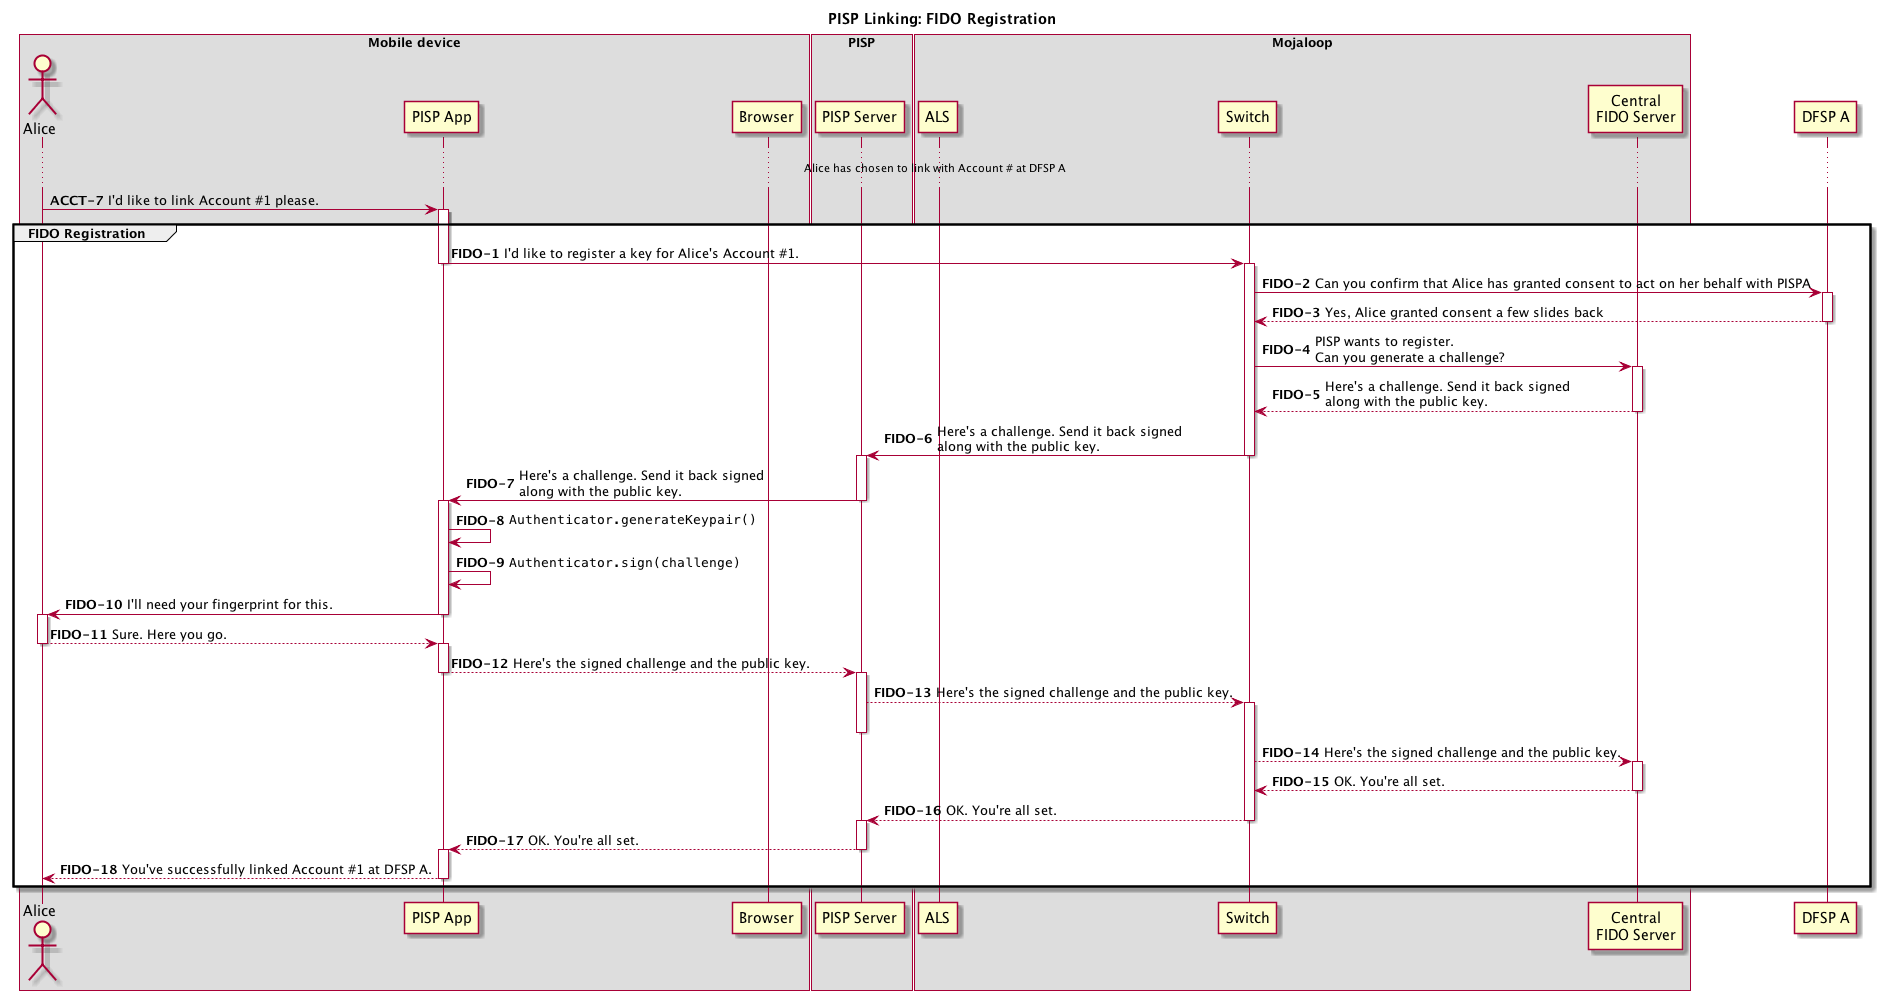 PISP Linking: FIDO Registration
Mobile device
PISP
Mojaloop
Alice
PISP App
Browser
PISP Server
ALS
Switch
Central
FIDO Server
DFSP A
Alice has chosen to link with Account # at DFSP A
ACCT-7 I'd like to link Account #1 please.
FIDO Registration
FIDO-1 I'd like to register a key for Alice's Account #1.
FIDO-2 Can you confirm that Alice has granted consent to act on her behalf with PISPA
FIDO-3 Yes, Alice granted consent a few slides back
FIDO-4 PISP wants to register.
Can you generate a challenge?
FIDO-5 Here's a challenge. Send it back signed
along with the public key.
FIDO-6 Here's a challenge. Send it back signed
along with the public key.
FIDO-7 Here's a challenge. Send it back signed
along with the public key.
FIDO-8 Authenticator.generateKeypair()
FIDO-9 Authenticator.sign(challenge)
FIDO-10 I'll need your fingerprint for this.
FIDO-11 Sure. Here you go.
FIDO-12 Here's the signed challenge and the public key.
FIDO-13 Here's the signed challenge and the public key.
FIDO-14 Here's the signed challenge and the public key.
FIDO-15 OK. You're all set.
FIDO-16 OK. You're all set.
FIDO-17 OK. You're all set.
FIDO-18 You've successfully linked Account #1 at DFSP A.
Alice
PISP App
Browser
PISP Server
ALS
Switch
Central
FIDO Server
DFSP A